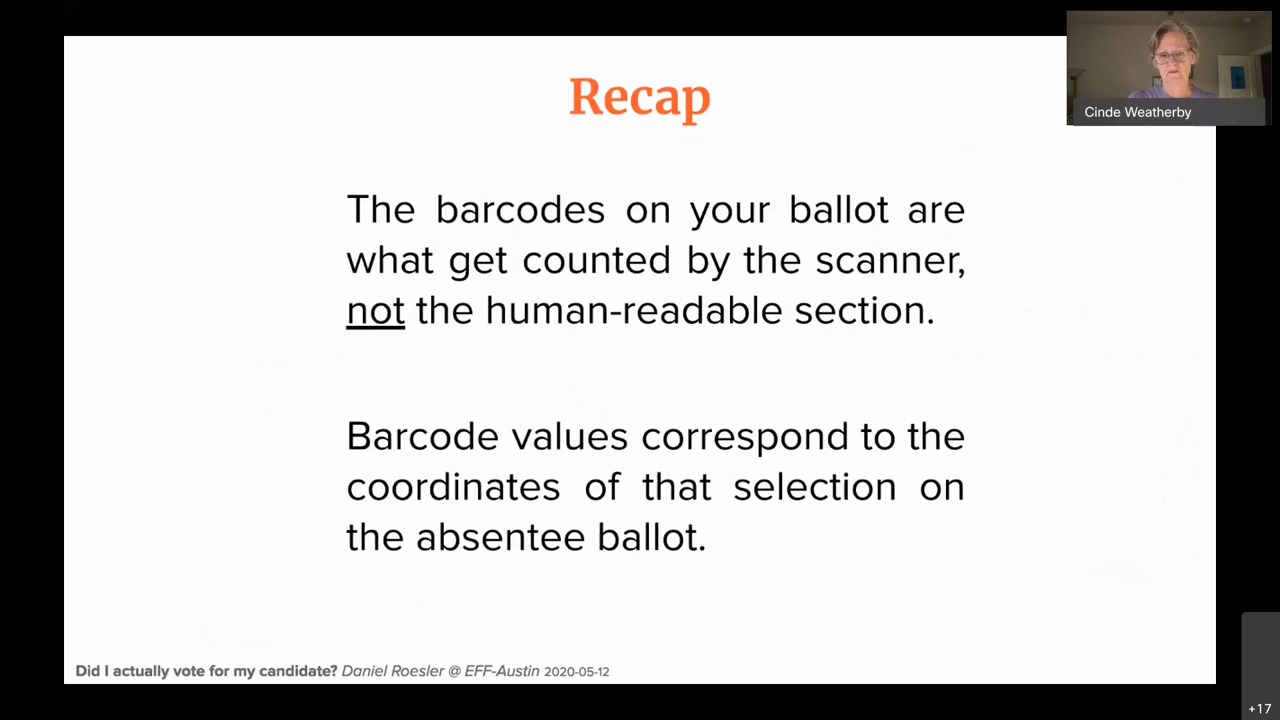 Recap
The barcodes on your ballot are
what get counted by the scanner,
not the human-readable section.
Barcode values correspond to the
coordinates of that selection on
the absentee ballot.
Did I actually vote for my candidate? Daniel Roesler @ EFF-Austin 2020-05-12
Cinde Weatherby
+17